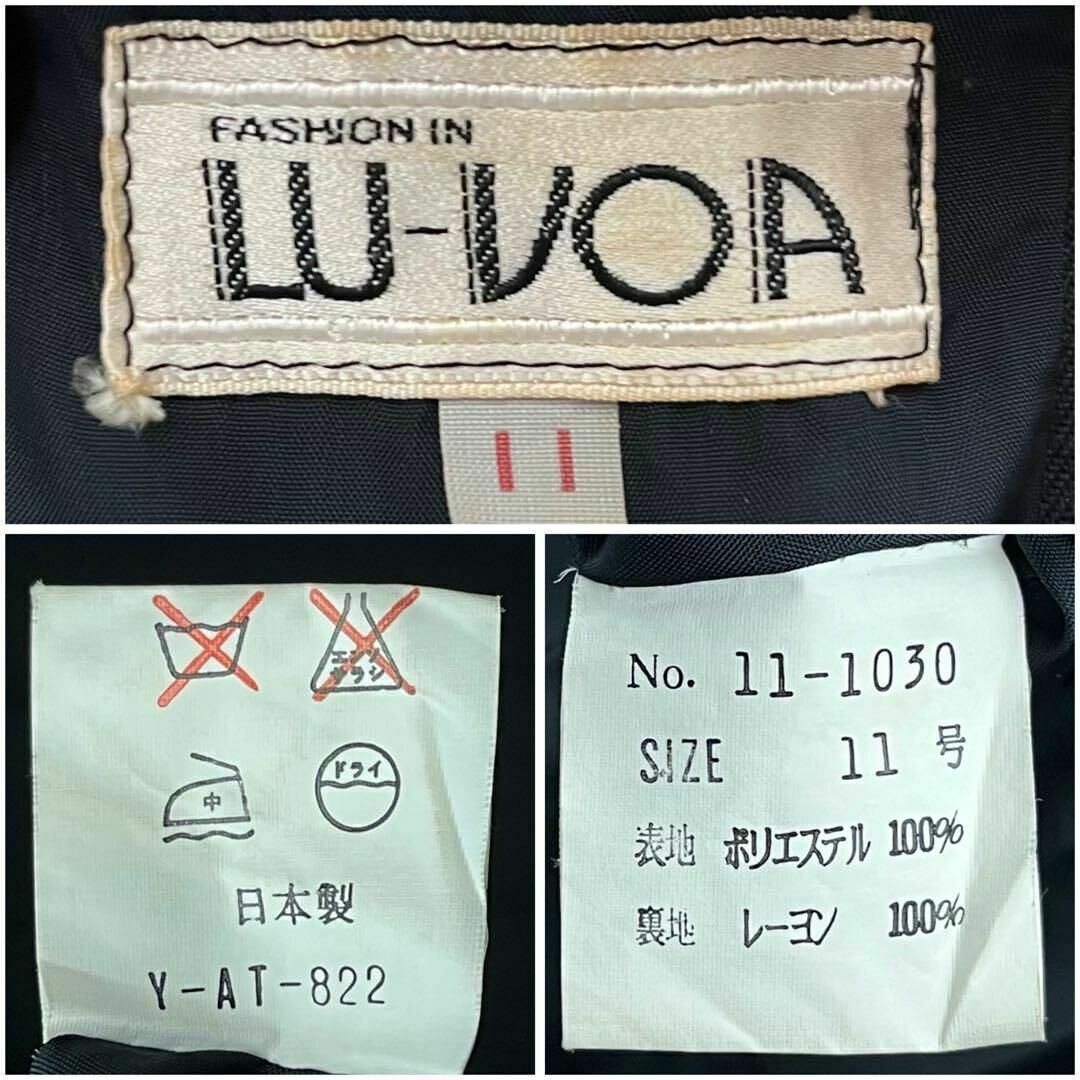 FASHION IN
LU-VOA
11
エンソ
サラシ
中
ドライ
日本製
Y-AT-822
No. 11-1030
SIZE 11 号
表地 ポリエステル 100%
裏地 レーヨン 100%